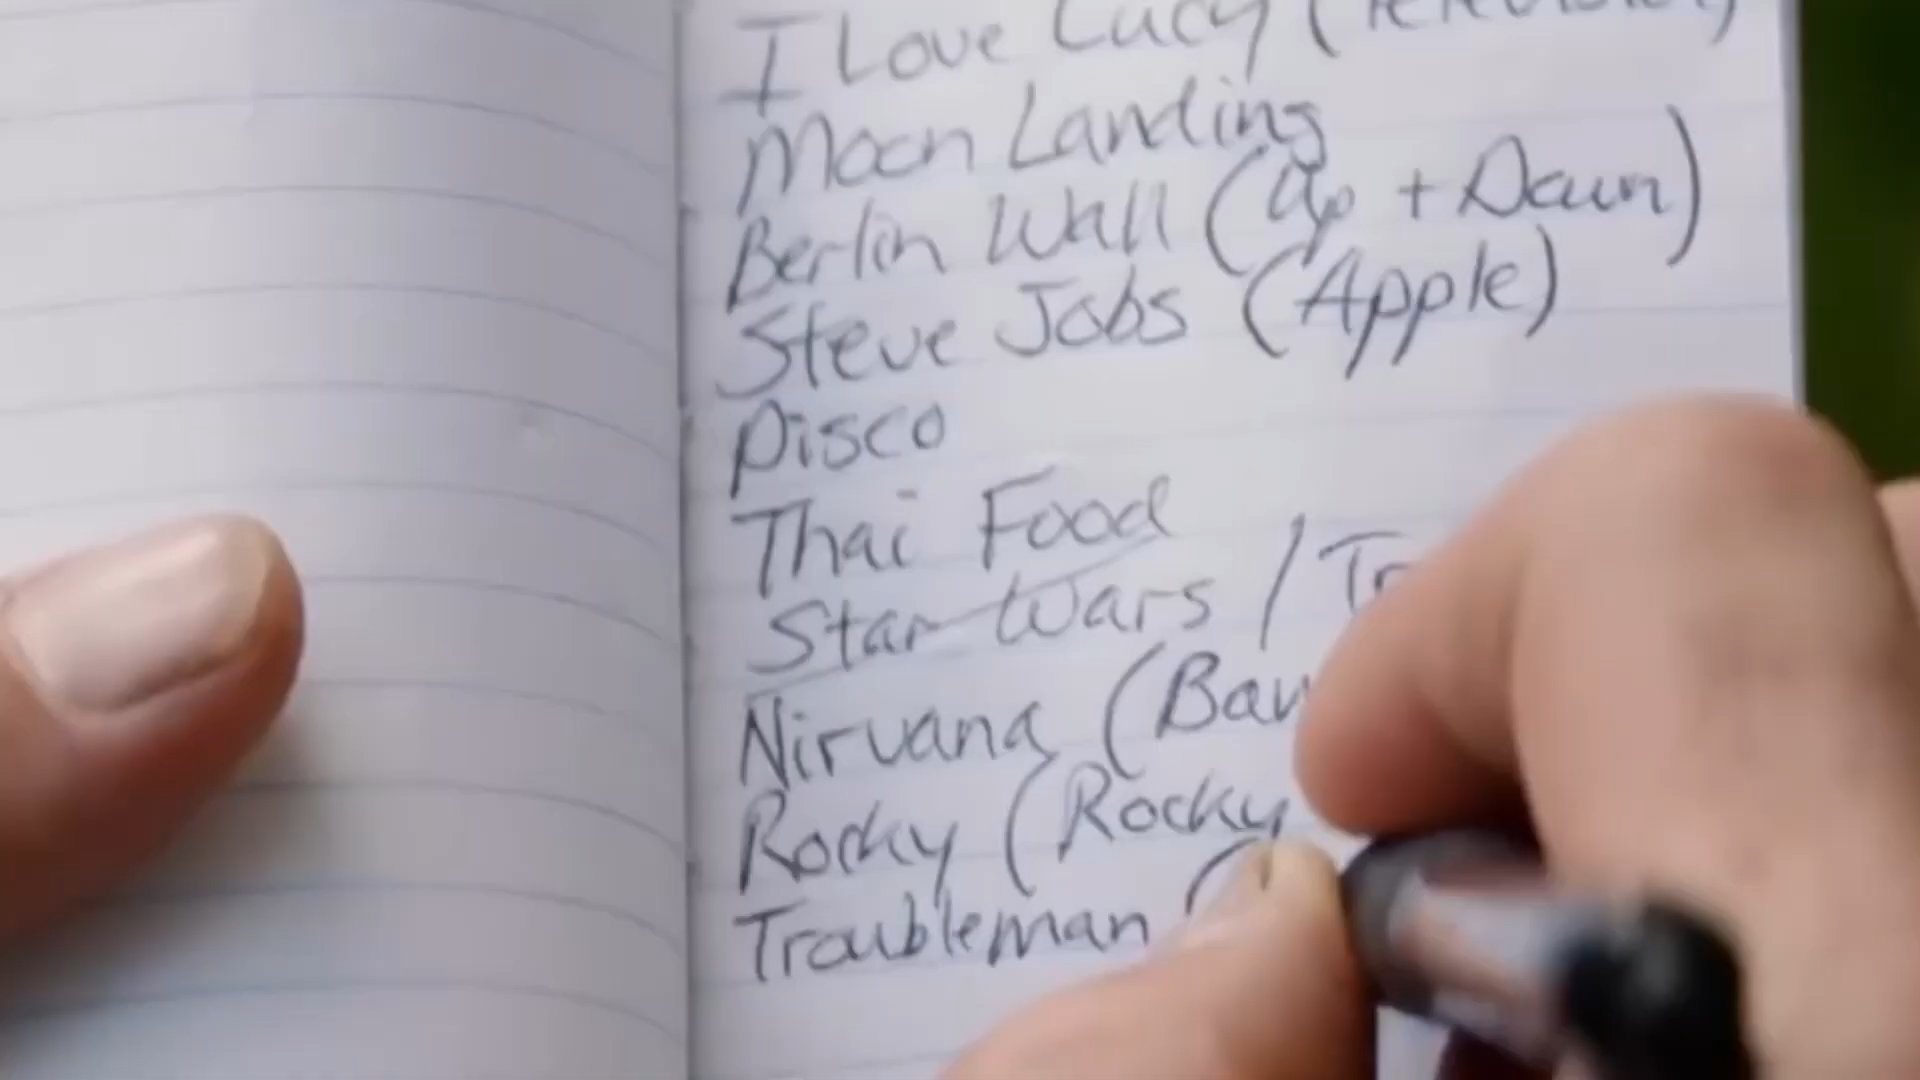 I Love Lucy (Television)
Moon Landing
Berlin Wall (Up + Down)
Steve Jobs (Apple)
Disco
Thai Food
Star Wars /
Nirvana (
Rocky (Rocky
Troubleman (